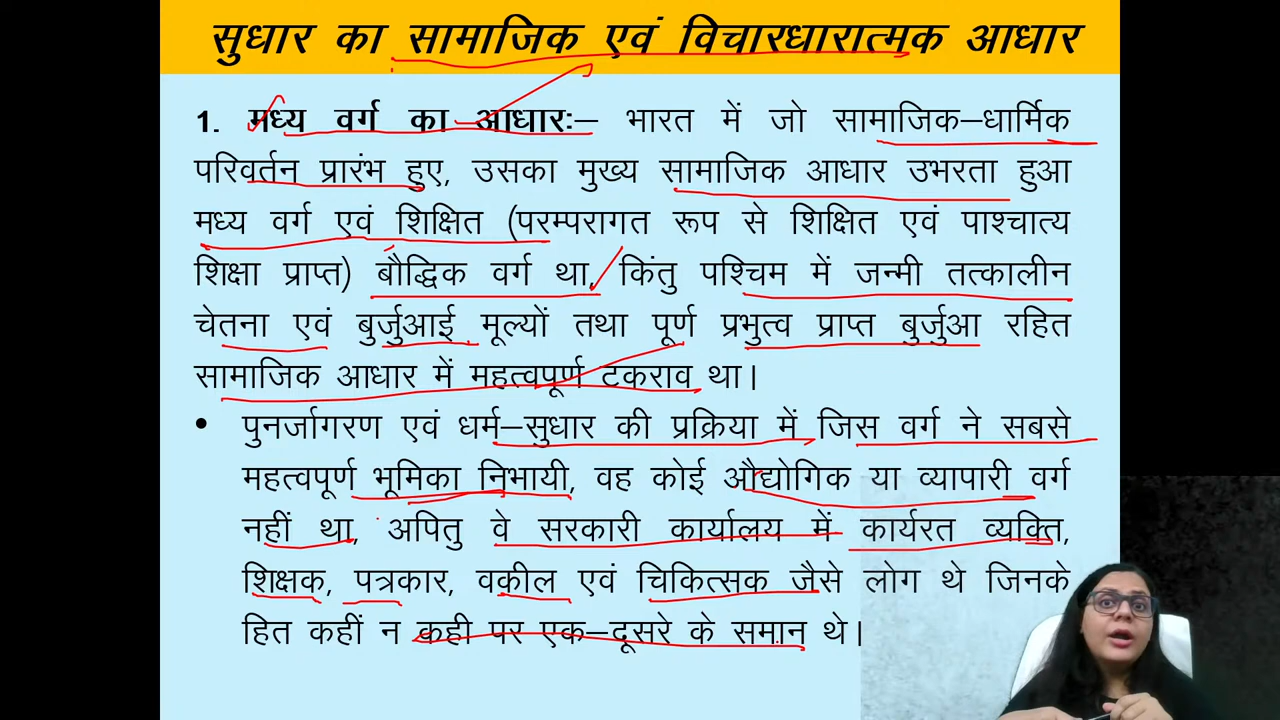 सुधार का सामाजिक एवं विचारधारात्मक आधार
1. मध्य वर्ग का आधारः– भारत में जो सामाजिक–धार्मिक
परिवर्तन प्रारंभ हुए, उसका मुख्य सामाजिक आधार उभरता हुआ
मध्य वर्ग एवं शिक्षित (परम्परागत रूप से शिक्षित एवं पाश्चात्य
शिक्षा प्राप्त) बौद्धिक वर्ग था, किंतु पश्चिम में जन्मी तत्कालीन
चेतना एवं बुर्जुआई मूल्यों तथा पूर्ण प्रभुत्व प्राप्त बुर्जुआ रहित
सामाजिक आधार में महत्वपूर्ण टकराव था।
• पुनर्जागरण एवं धर्म–सुधार की प्रक्रिया में जिस वर्ग ने सबसे
महत्वपूर्ण भूमिका निभायी, वह कोई औद्योगिक या व्यापारी वर्ग
नहीं था, अपितु वे सरकारी कार्यालय में कार्यरत व्यक्ति,
शिक्षक, पत्रकार, वकील एवं चिकित्सक जैसे लोग थे जिनके
हित कहीं न कही पर एक–दूसरे के समान थे।